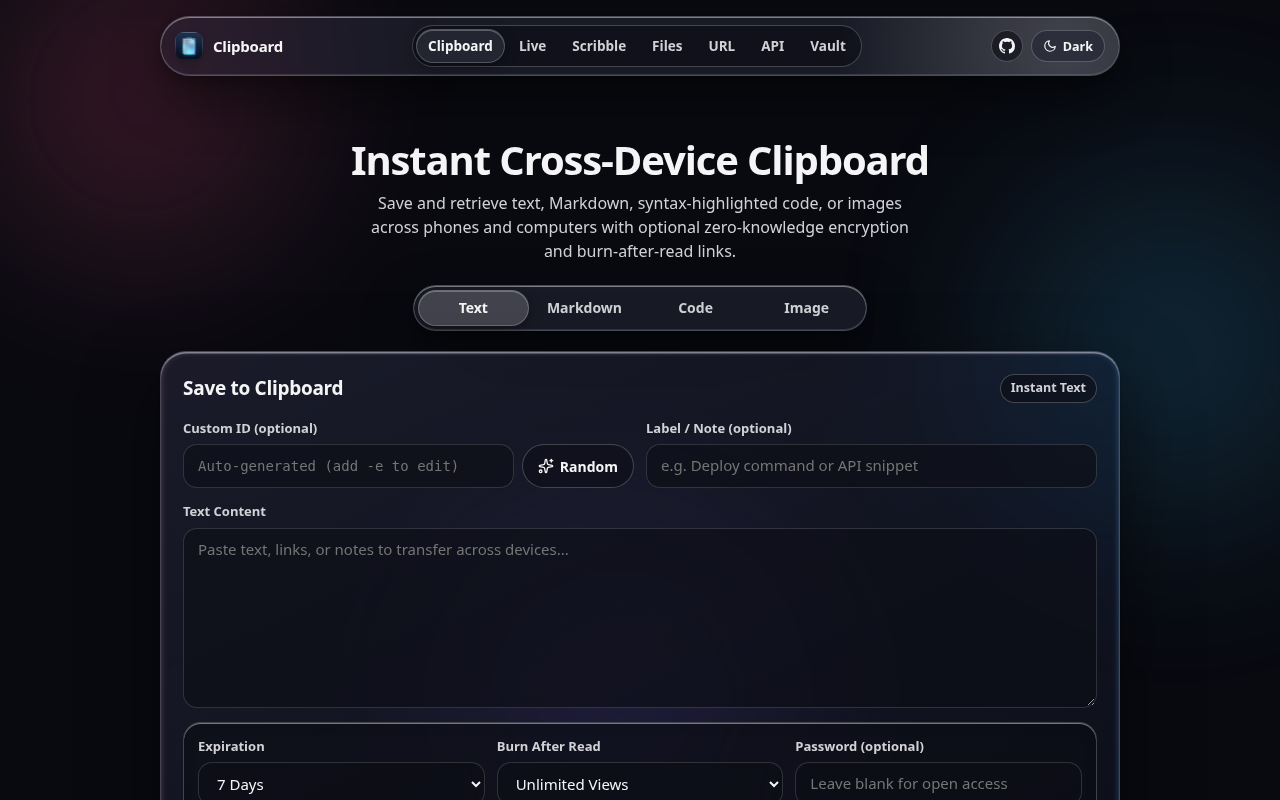 Clipboard
Clipboard Live Scribble Files URL API Vault
Dark
Instant Cross-Device Clipboard
Save and retrieve text, Markdown, syntax-highlighted code, or images
across phones and computers with optional zero-knowledge encryption
and burn-after-read links.
Text Markdown Code Image
Save to Clipboard
Instant Text
Custom ID (optional)
Label / Note (optional)
Auto-generated (add -e to edit)
Random
e.g. Deploy command or API snippet
Text Content
Paste text, links, or notes to transfer across devices...
Expiration
Burn After Read
Password (optional)
7 Days
Unlimited Views
Leave blank for open access